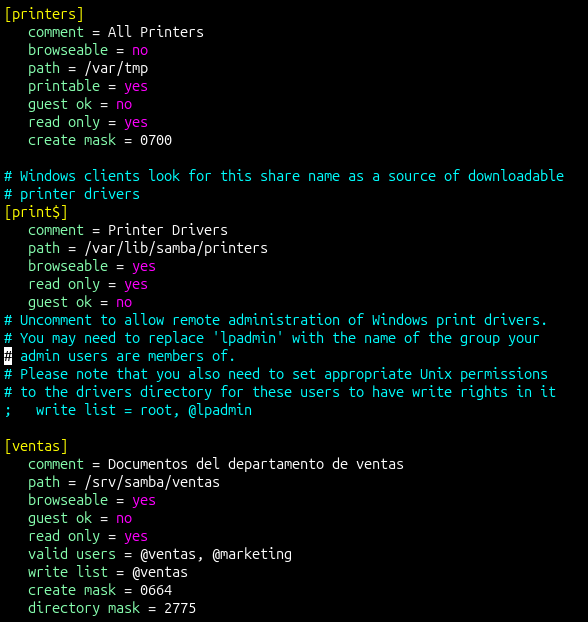 [printers]
   comment = All Printers
   browseable = no
   path = /var/tmp
   printable = yes
   guest ok = no
   read only = yes
   create mask = 0700

# Windows clients look for this share name as a source of downloadable
# printer drivers
[print$]
   comment = Printer Drivers
   path = /var/lib/samba/printers
   browseable = yes
   read only = yes
   guest ok = no
# Uncomment to allow remote administration of Windows print drivers.
# You may need to replace 'lpadmin' with the name of the group your
# admin users are members of.
# Please note that you also need to set appropriate Unix permissions
# to the drivers directory for these users to have write rights in it
;   write list = root, @lpadmin

[ventas]
   comment = Documentos del departamento de ventas
   path = /srv/samba/ventas
   browseable = yes
   guest ok = no
   read only = yes
   valid users = @ventas, @marketing
   write list = @ventas
   create mask = 0664
   directory mask = 2775